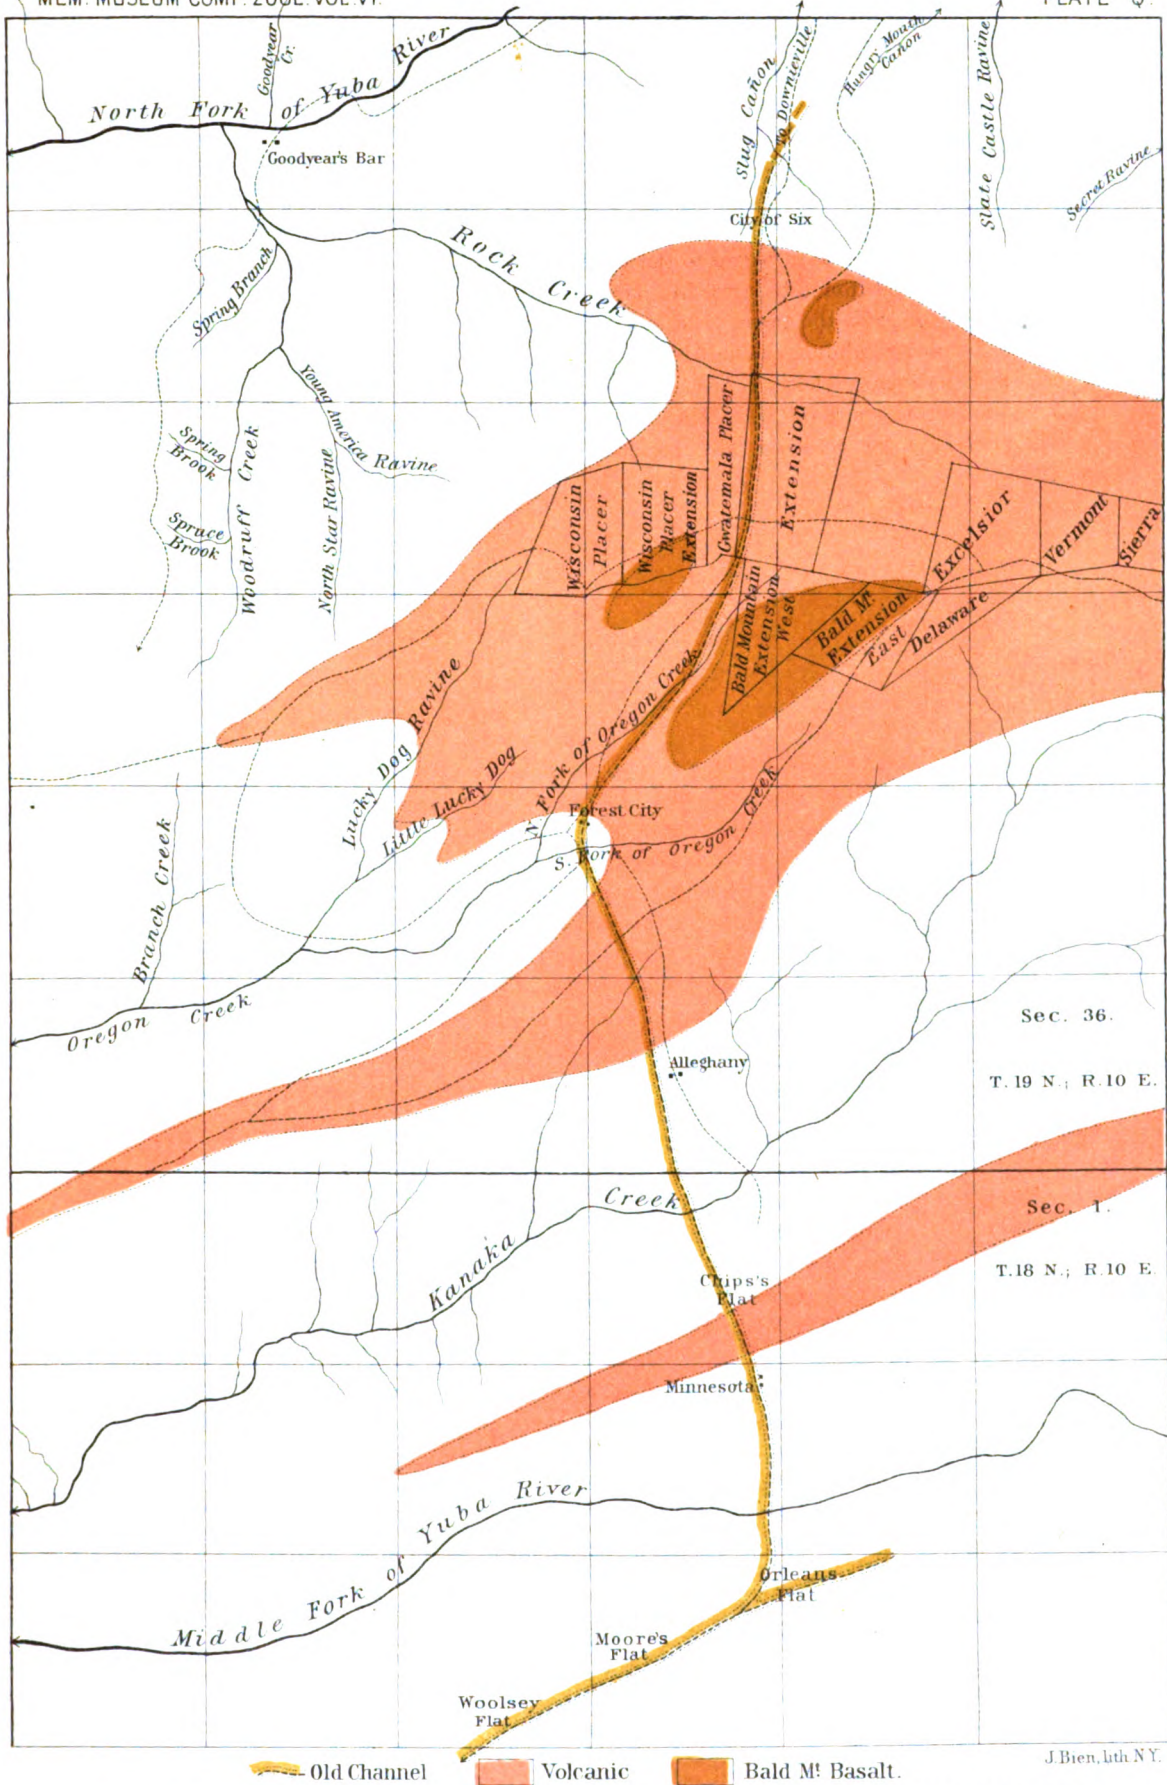 MEM. MUSEUM COMP. ZOOL. VOL. VI.
PLATE Q.
Goodyear Cr.
North Fork of Yuba River
Goodyear's Bar
Slug Cañon
To Downieville
Hungry Mouth Cañon
Slate Castle Ravine
Secret Ravine
City of Six
Spring Branch
Rock Creek
Young America Ravine
Spring
Brook
Woodruff Creek
North Star Ravine
Spruce
Brook
Wisconsin
Placer
Wisconsin
Placer
Extension
Gwatemala Placer
Extension
Excelsior
Vermont
Sierra
Bald Mountain
Extension
West
Bald Mt.
Extension
East
Delaware
Lucky Dog Ravine
Little Lucky Dog
N. Fork of Oregon Creek
Forest City
S. Fork of Oregon Creek
Branch Creek
Oregon Creek
Sec. 36.
Alleghany
T. 19 N.; R. 10 E.
Kanaka Creek
Sec. 1.
T. 18 N.; R. 10 E.
Chips's
Flat
Minnesota
Middle Fork of Yuba River
Orleans
Flat
Moore's
Flat
Woolsey
Flat
Old Channel
Volcanic
Bald Mt Basalt.
J. Bien, lith. N.Y.